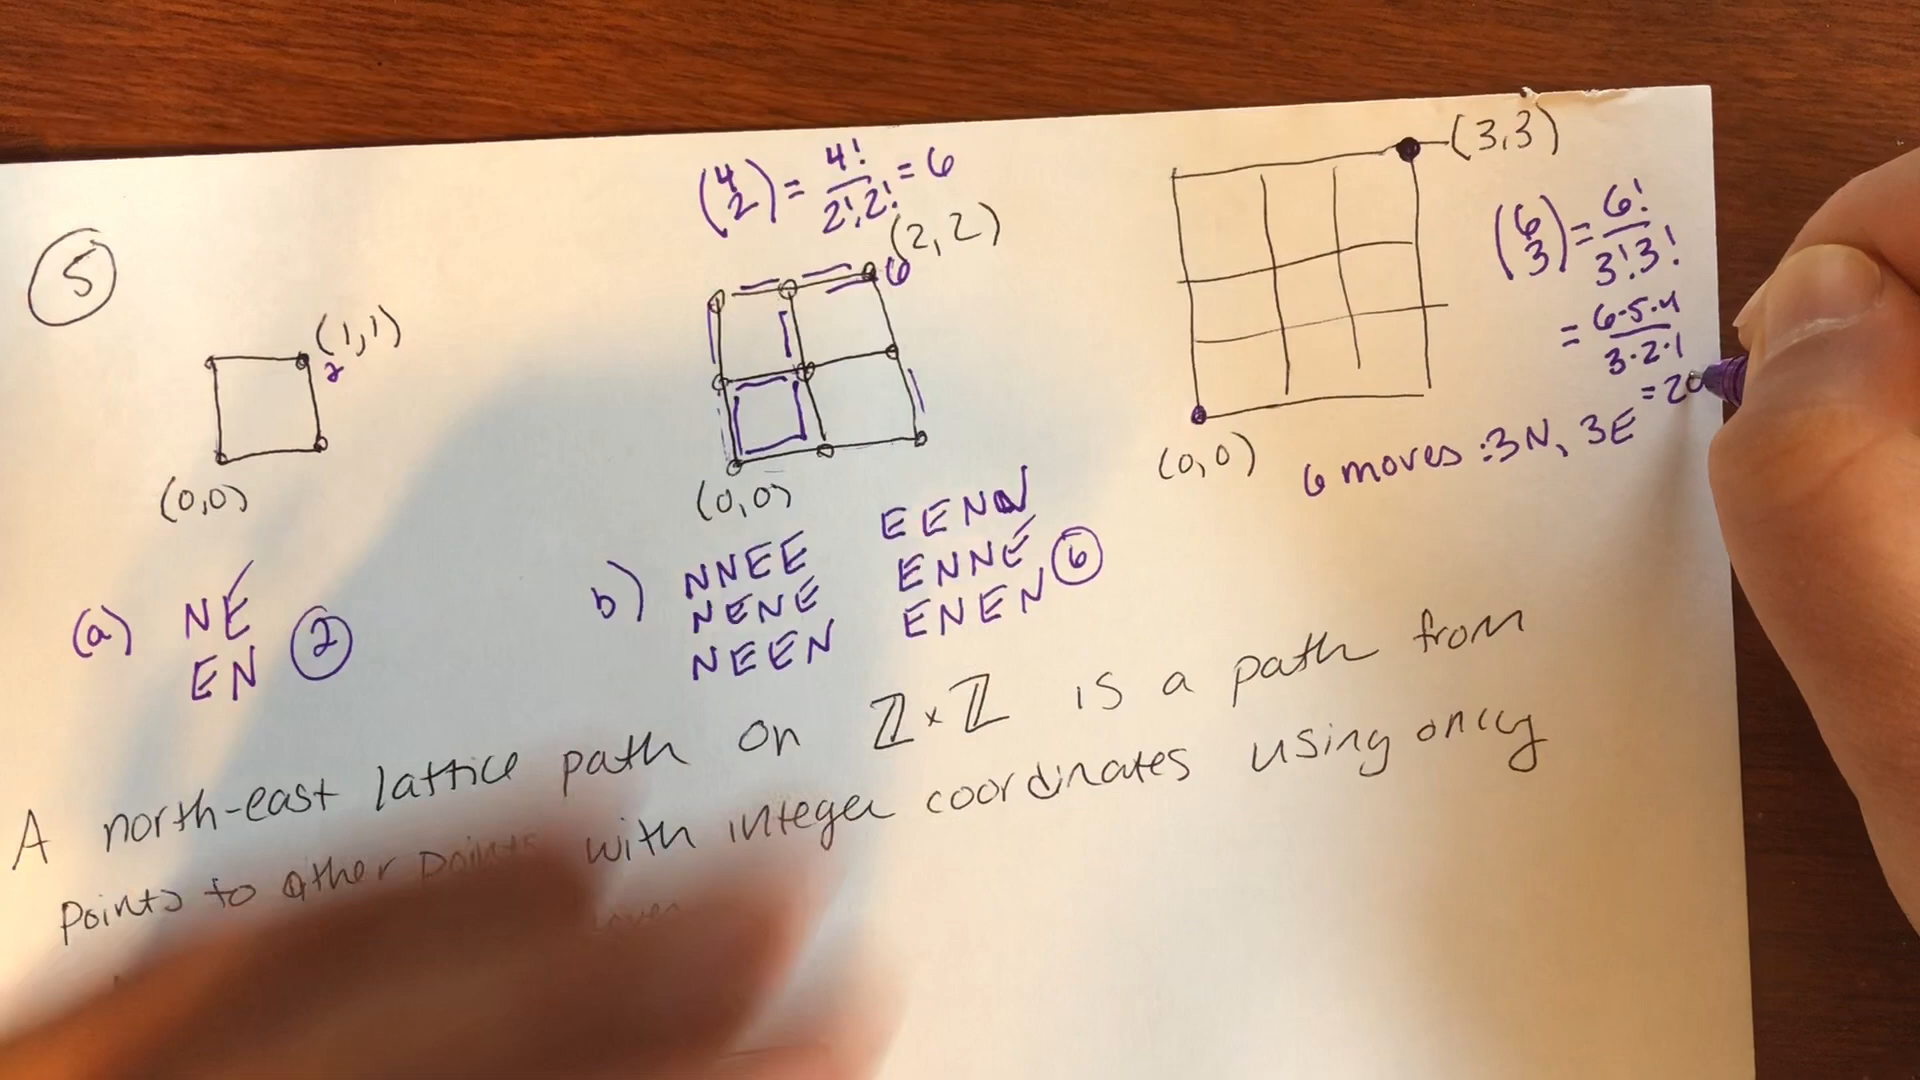 5
(1,1)
2
(0,0)
(a) NE
EN 2
(4 2) = 4! / 2!2! = 6
(2,2)
6
(0,0)
b) NNEE EENN
NENE ENNE
NEEN ENEN 6
(3,3)
(6 3) = 6! / 3!3!
= 6·5·4 / 3·2·1
= 20
(0,0)
6 moves: 3N, 3E
A north-east lattice path on ℤ×ℤ is a path from
points to other points with integer coordinates using only